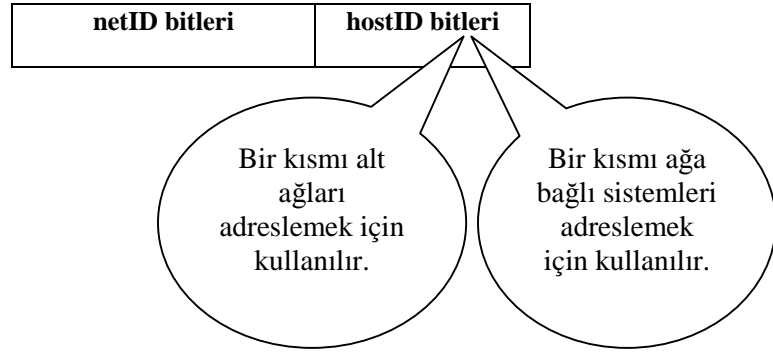 netID bitleri
hostID bitleri
Bir kısmı alt
ağları
adreslemek için
kullanılır.
Bir kısmı ağa
bağlı sistemleri
adreslemek
için kullanılır.